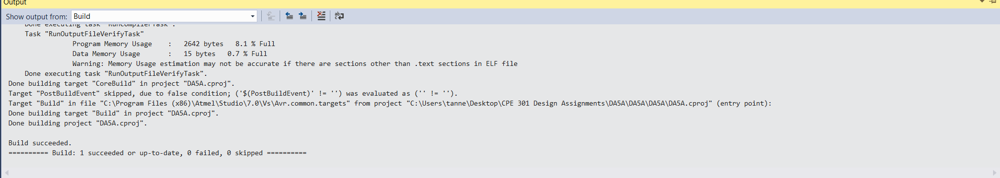 Output
Show output from: Build
Done executing task "RunCompilerTask".
Task "RunOutputFileVerifyTask"
Program Memory Usage : 2642 bytes 8.1 % Full
Data Memory Usage : 15 bytes 0.7 % Full
Warning: Memory Usage estimation may not be accurate if there are sections other than .text sections in ELF file
Done executing task "RunOutputFileVerifyTask".
Done building target "CoreBuild" in project "DA5A.cproj".
Target "PostBuildEvent" skipped, due to false condition; ('$(PostBuildEvent)' != '') was evaluated as ('' != '').
Target "Build" in file "C:\Program Files (x86)\Atmel\Studio\7.0\Vs\Avr.common.targets" from project "C:\Users\tanne\Desktop\CPE 301 Design Assignments\DA5A\DA5A\DA5A\DA5A.cproj" (entry point):
Done building target "Build" in project "DA5A.cproj".
Done building project "DA5A.cproj".
Build succeeded.
========== Build: 1 succeeded or up-to-date, 0 failed, 0 skipped ==========